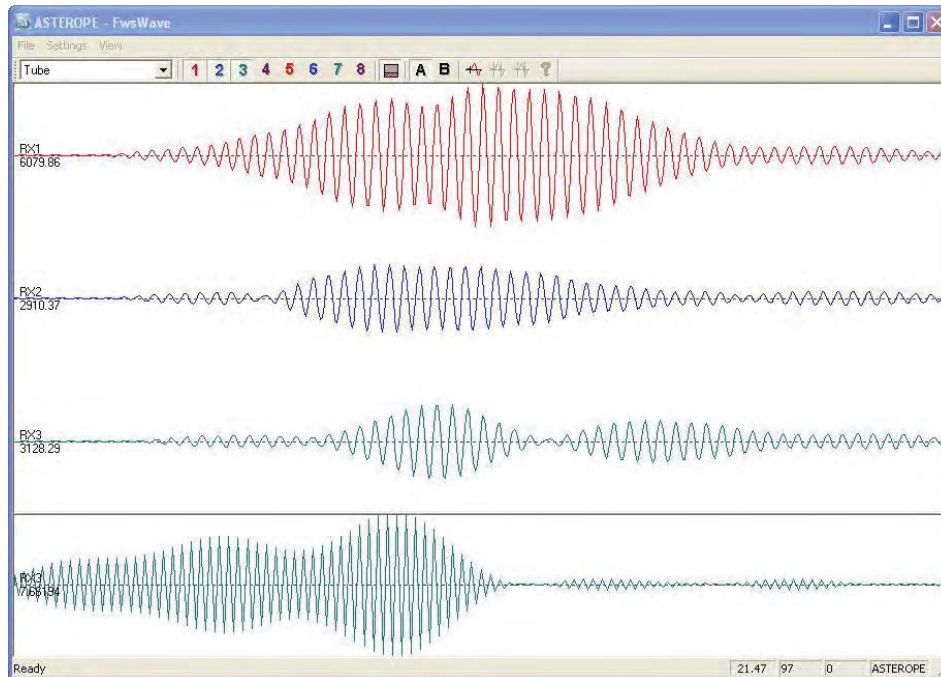 ASTEROPE - FwsWave
File Settings View
Tube 1 2 3 4 5 6 7 8 A B ?
RX1
6079.86
RX2
2910.37
RX3
3128.29
RX3
Ready 21.47 97 0 ASTEROPE